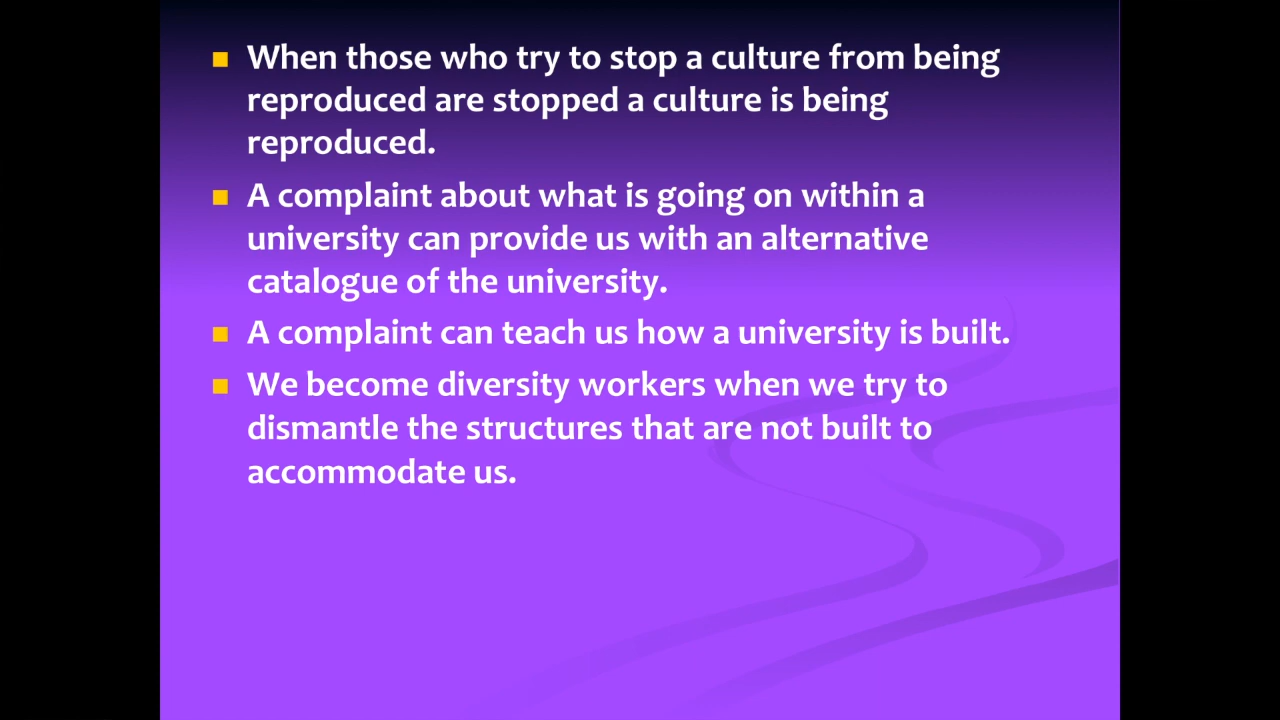 When those who try to stop a culture from being
reproduced are stopped a culture is being
reproduced.
A complaint about what is going on within a
university can provide us with an alternative
catalogue of the university.
A complaint can teach us how a university is built.
We become diversity workers when we try to
dismantle the structures that are not built to
accommodate us.